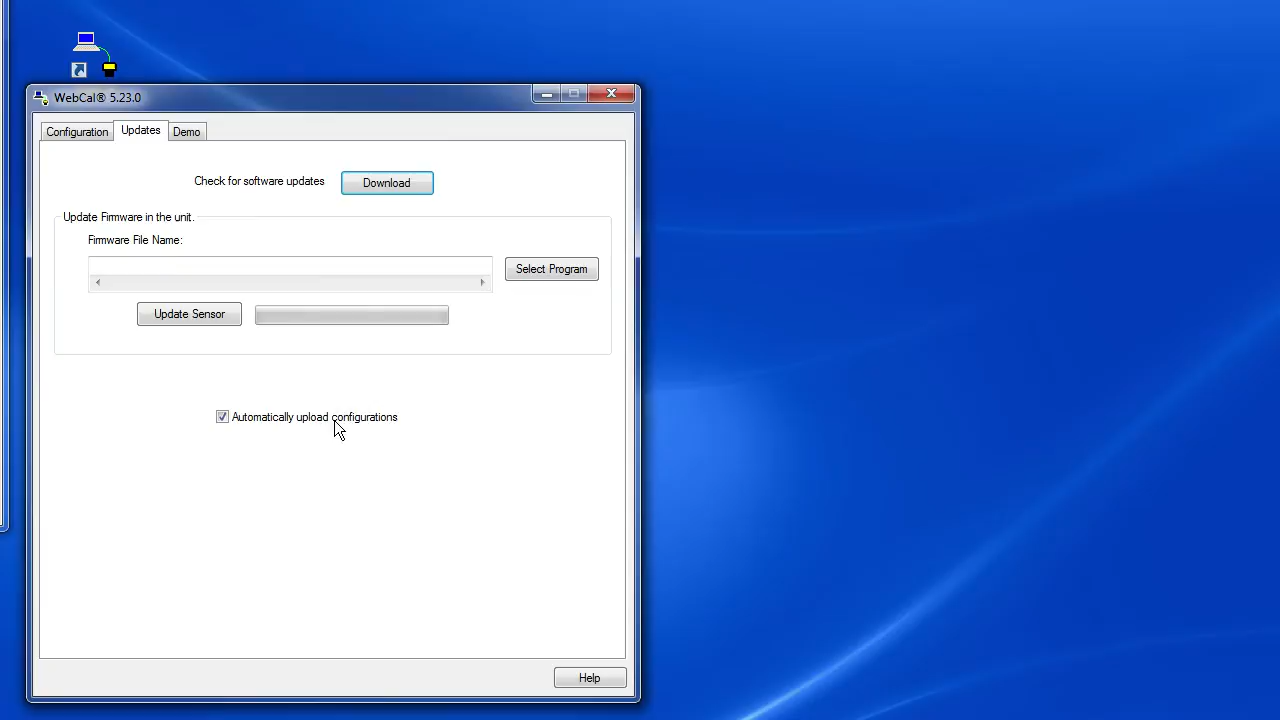 WebCal® 5.23.0
Configuration Updates Demo
Check for software updates Download
Update Firmware in the unit.
Firmware File Name:
Select Program
Update Sensor
Automatically upload configurations
Help